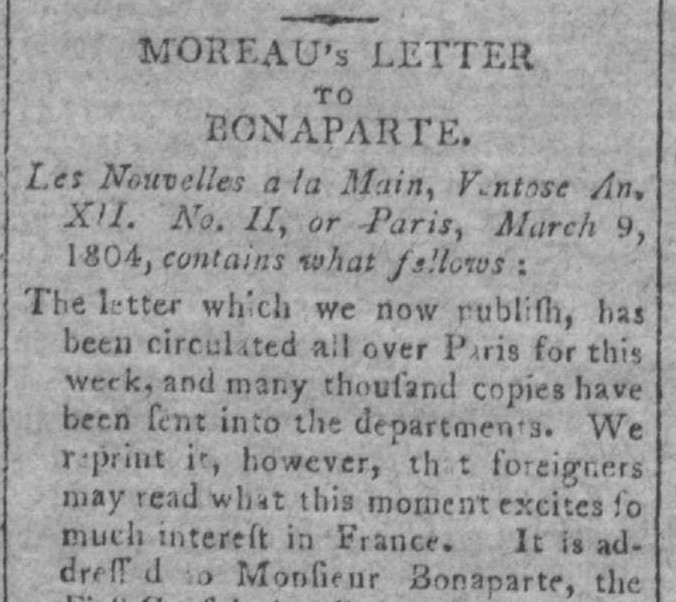 MOREAU's LETTER
TO
BONAPARTE.
Les Nouvelles a la Main, Ventose An.
XII. No. II, or Paris, March 9,
1804, contains what follows :
The letter which we now publiſh, has
been circulated all over Paris for this
week, and many thouſand copies have
been ſent into the departments. We
reprint it, however, that foreigners
may read what this moment excites ſo
much intereſt in France. It is ad-
dreſſ'd to Monſieur Bonaparte, the